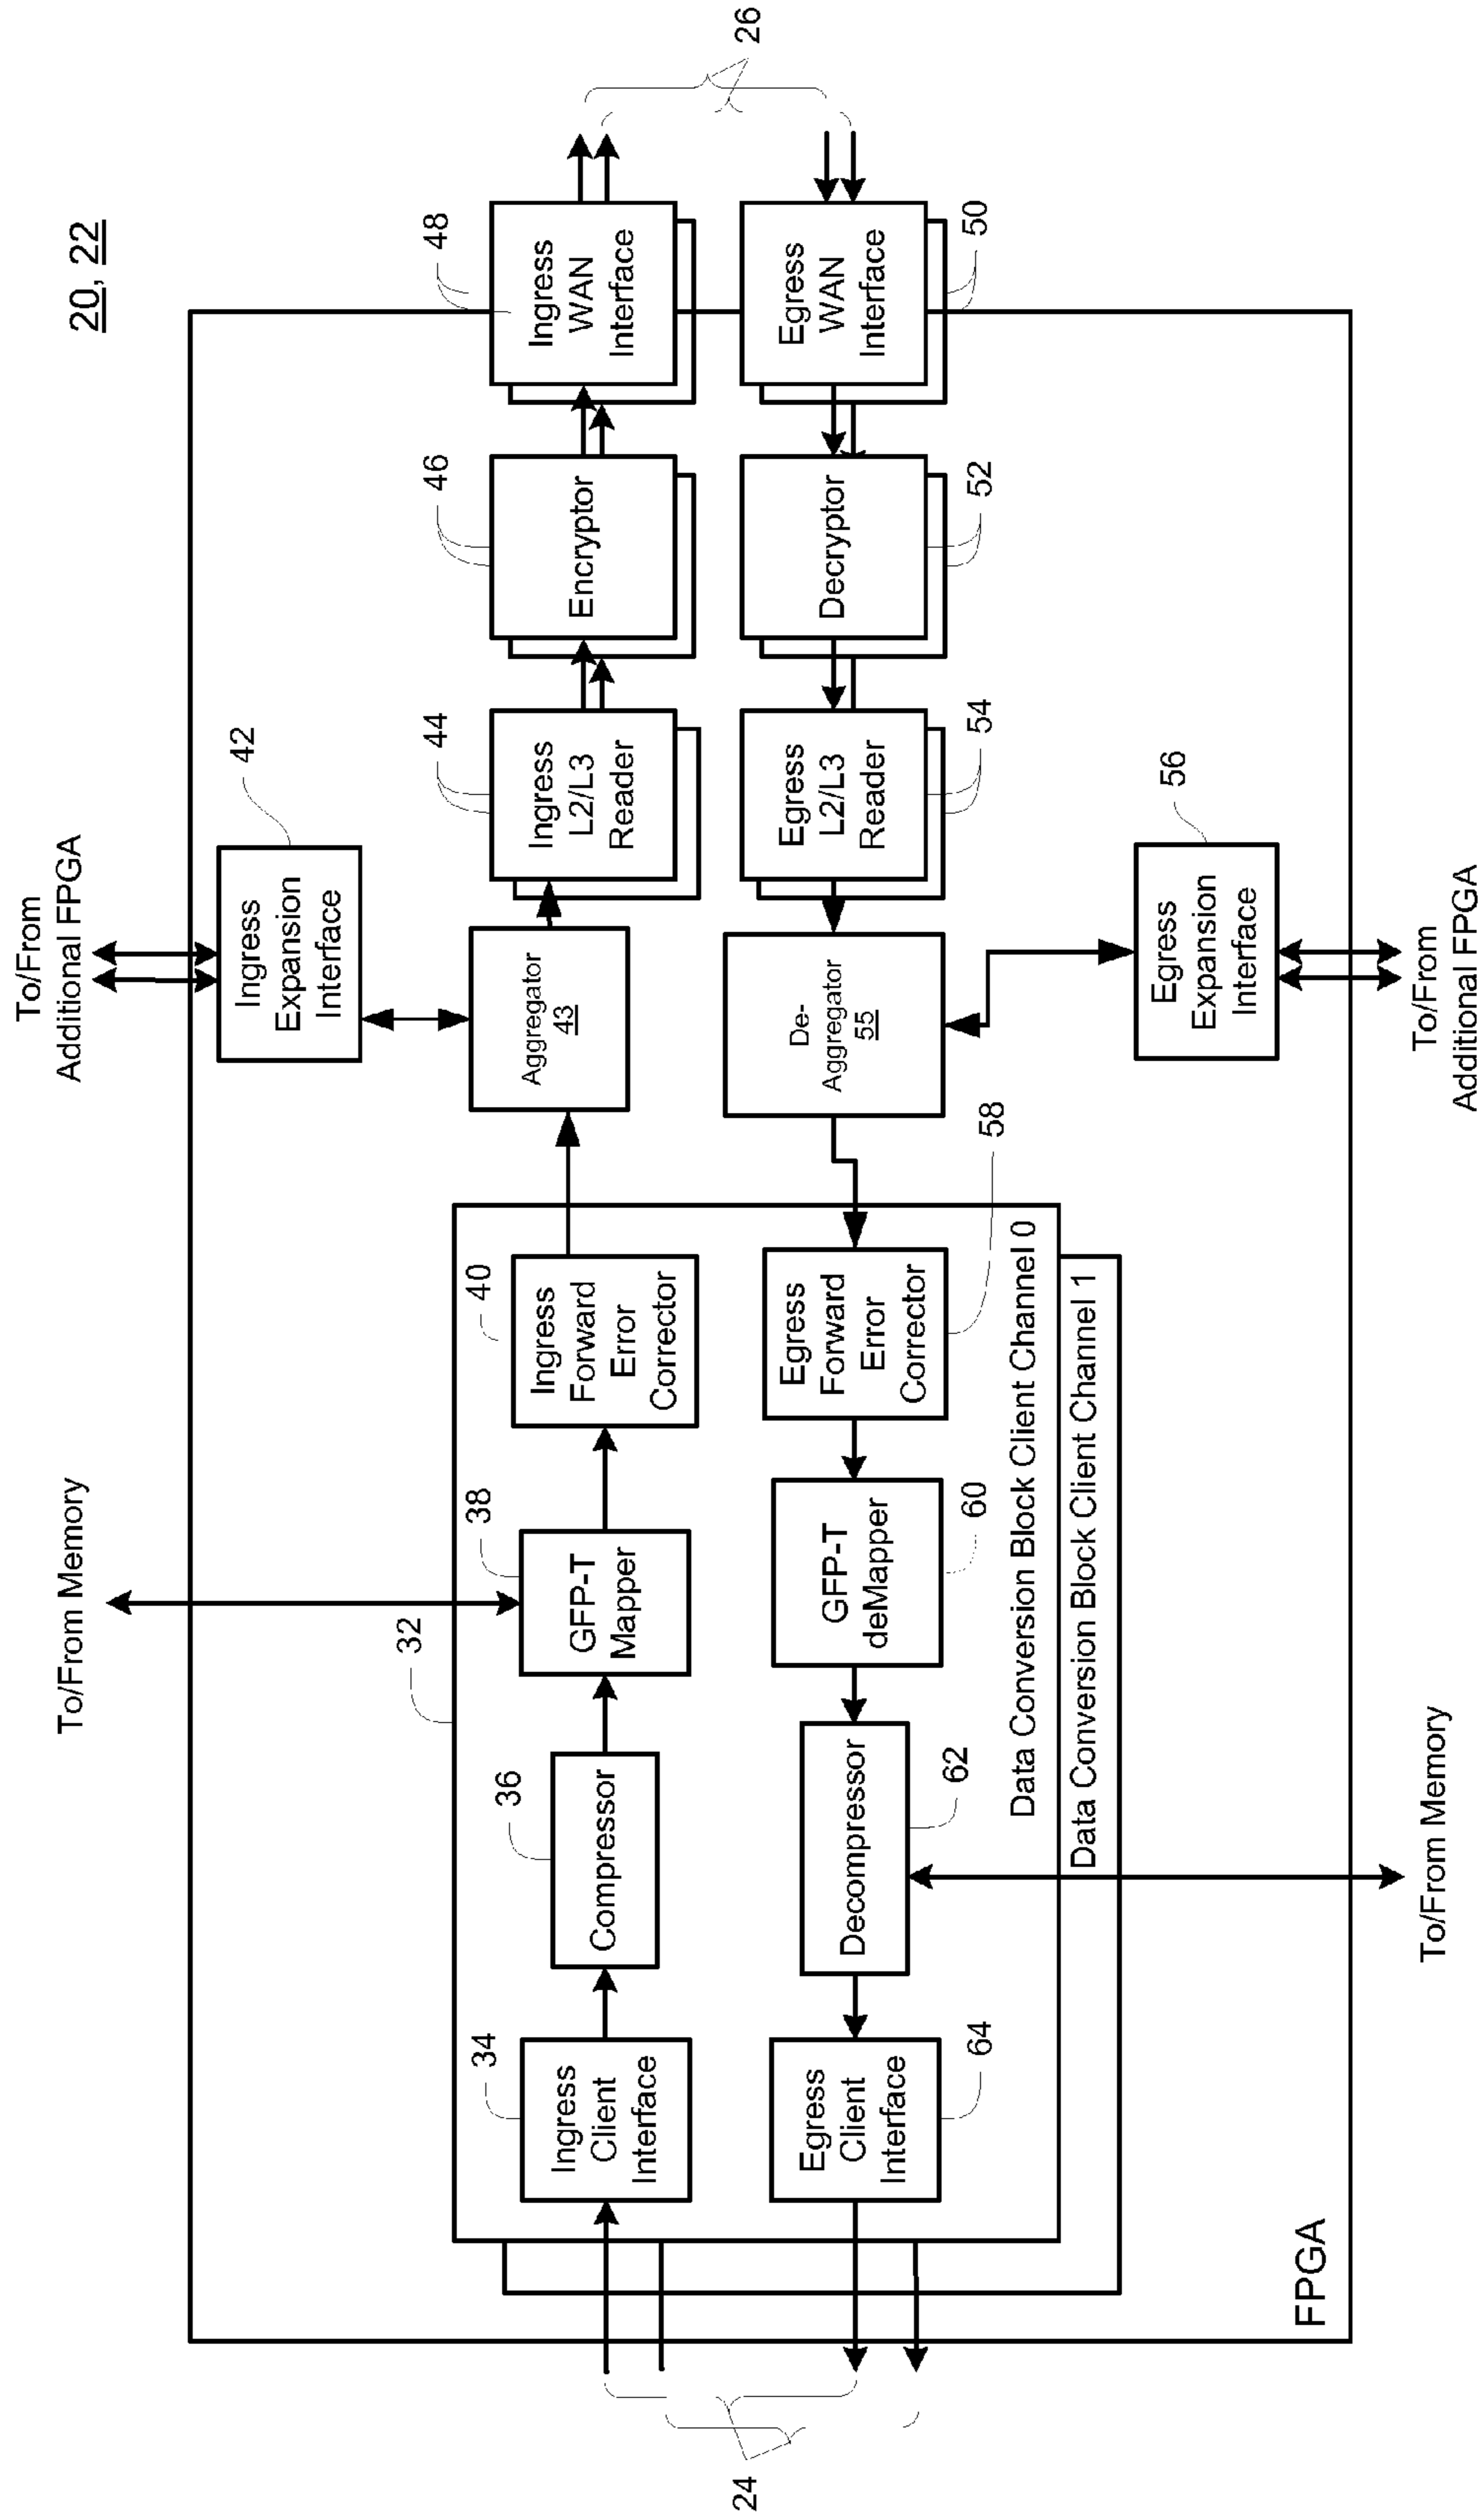 20, 22
To/From Memory
To/From
Additional FPGA
32
34
Ingress
Client
Interface
36
Compressor
38
GFP-T
Mapper
40
Ingress
Forward
Error
Corrector
Aggregator
43
42
Ingress
Expansion
Interface
44
Ingress
L2/L3
Reader
46
Encryptor
48
Ingress
WAN
Interface
26
24
Egress
Client
Interface
64
Decompressor
62
GFP-T
deMapper
60
Egress
Forward
Error
Corrector
58
De-
Aggregator
55
Egress
L2/L3
Reader
54
Decryptor
52
Egress
WAN
Interface
50
Egress
Expansion
Interface
56
Data Conversion Block Client Channel 0
Data Conversion Block Client Channel 1
FPGA
To/From Memory
To/From
Additional FPGA